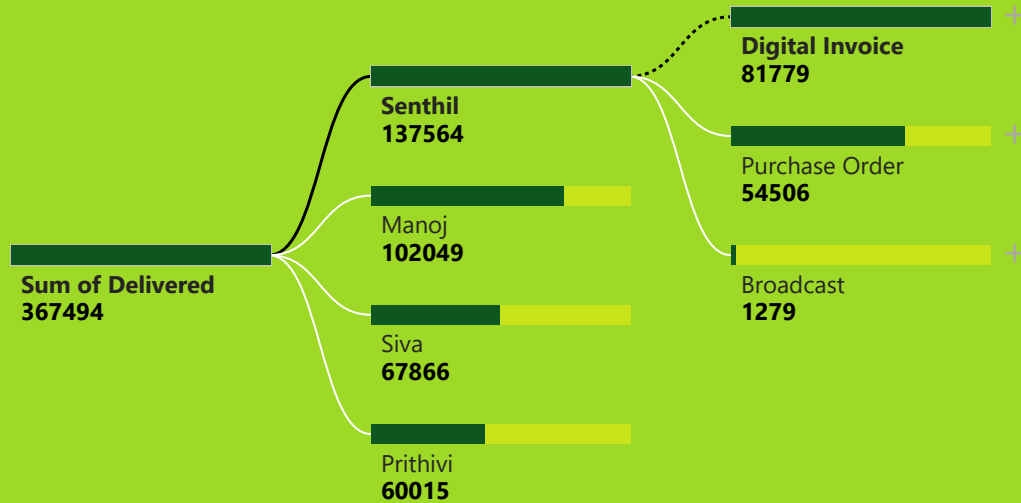 Sum of Delivered
367494
Senthil
137564
Manoj
102049
Siva
67866
Prithivi
60015
Digital Invoice
81779
Purchase Order
54506
Broadcast
1279